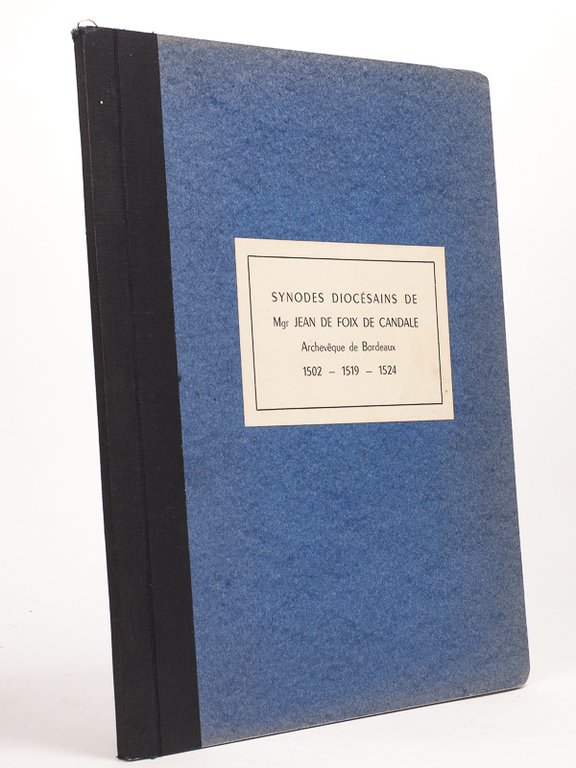 SYNODES DIOCÉSAINS DE
Mgr JEAN DE FOIX DE CANDALE
Archevêque de Bordeaux
1502 – 1519 – 1524